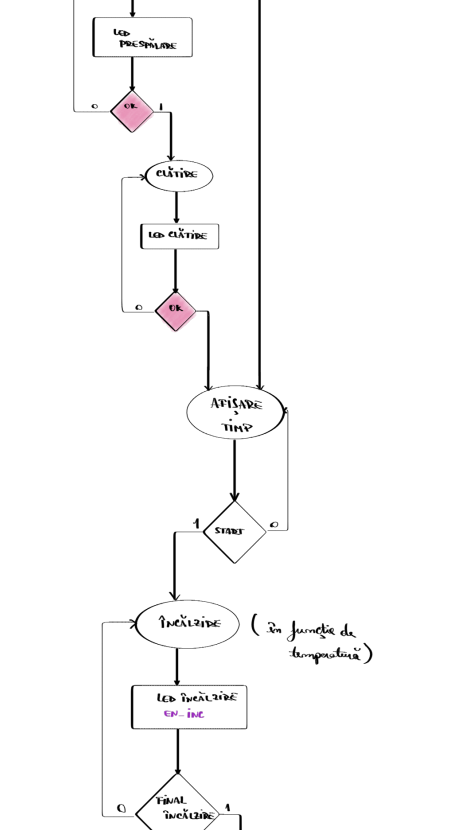 LED
PRESPĂLARE
0 OK 1
CLĂTIRE
LED CLĂTIRE
0 OK
AFIȘARE
TIMP
1 START 0
ÎNCĂLZIRE
(în funcție de
temperatură)
LED ÎNCĂLZIRE
EN_INC
FINAL
0 ÎNCĂLZIRE 1